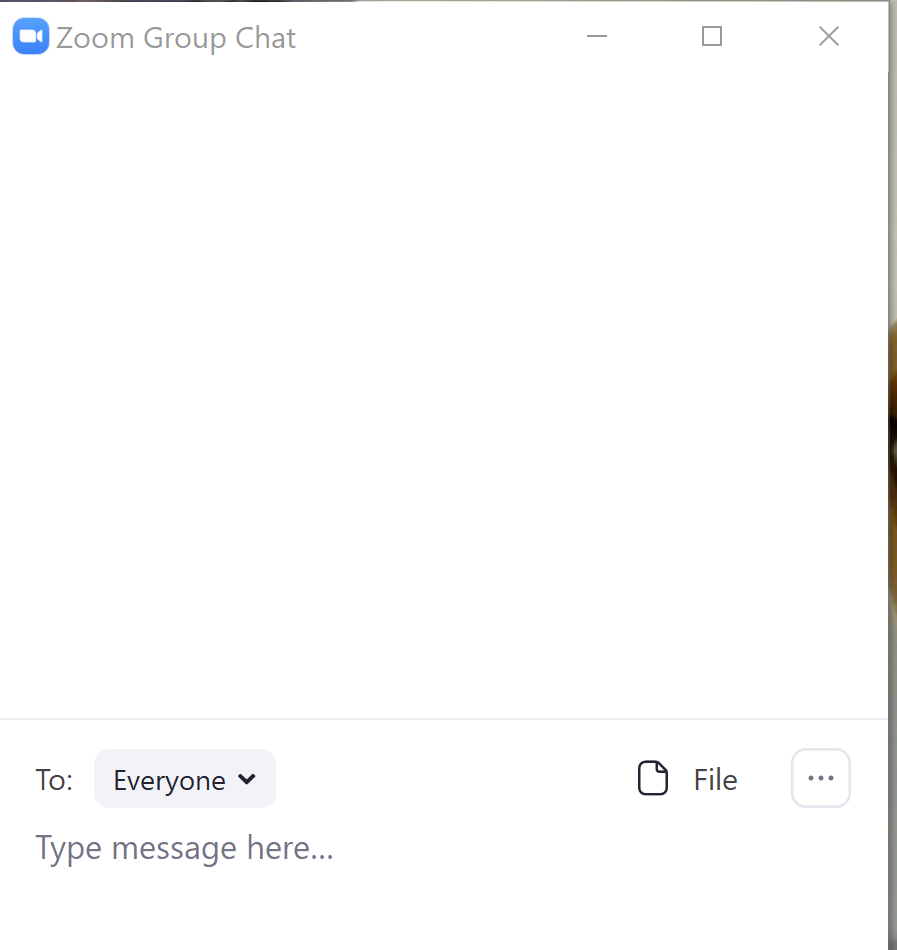 Zoom Group Chat
To: Everyone File
Type message here...